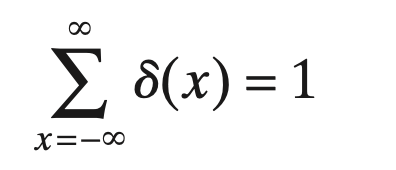 ∞
∑ δ(x) = 1
x=−∞